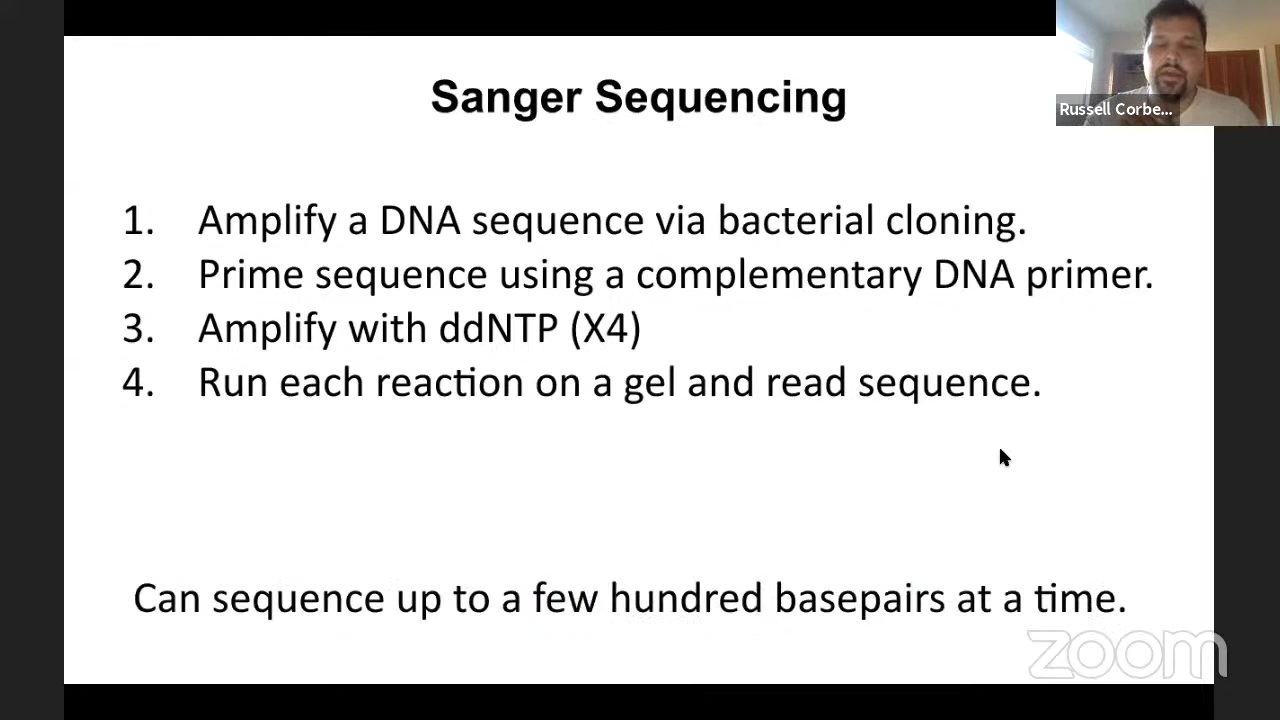 Sanger Sequencing
Russell Corbe...
1. Amplify a DNA sequence via bacterial cloning.
2. Prime sequence using a complementary DNA primer.
3. Amplify with ddNTP (X4)
4. Run each reaction on a gel and read sequence.
Can sequence up to a few hundred basepairs at a time.
zoom